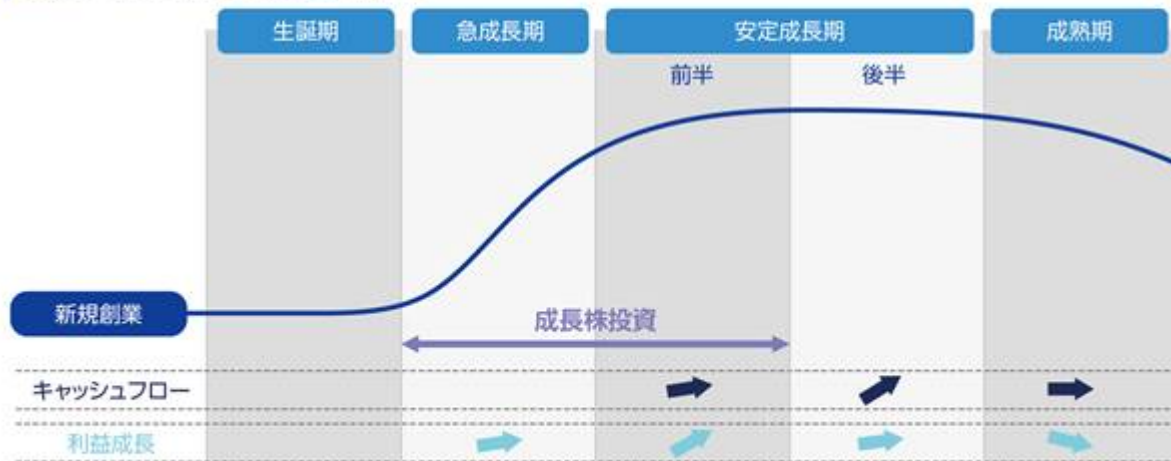 生誕期 急成長期 安定成長期 成熟期
前半 後半
新規創業
成長株投資
キャッシュフロー
利益成長